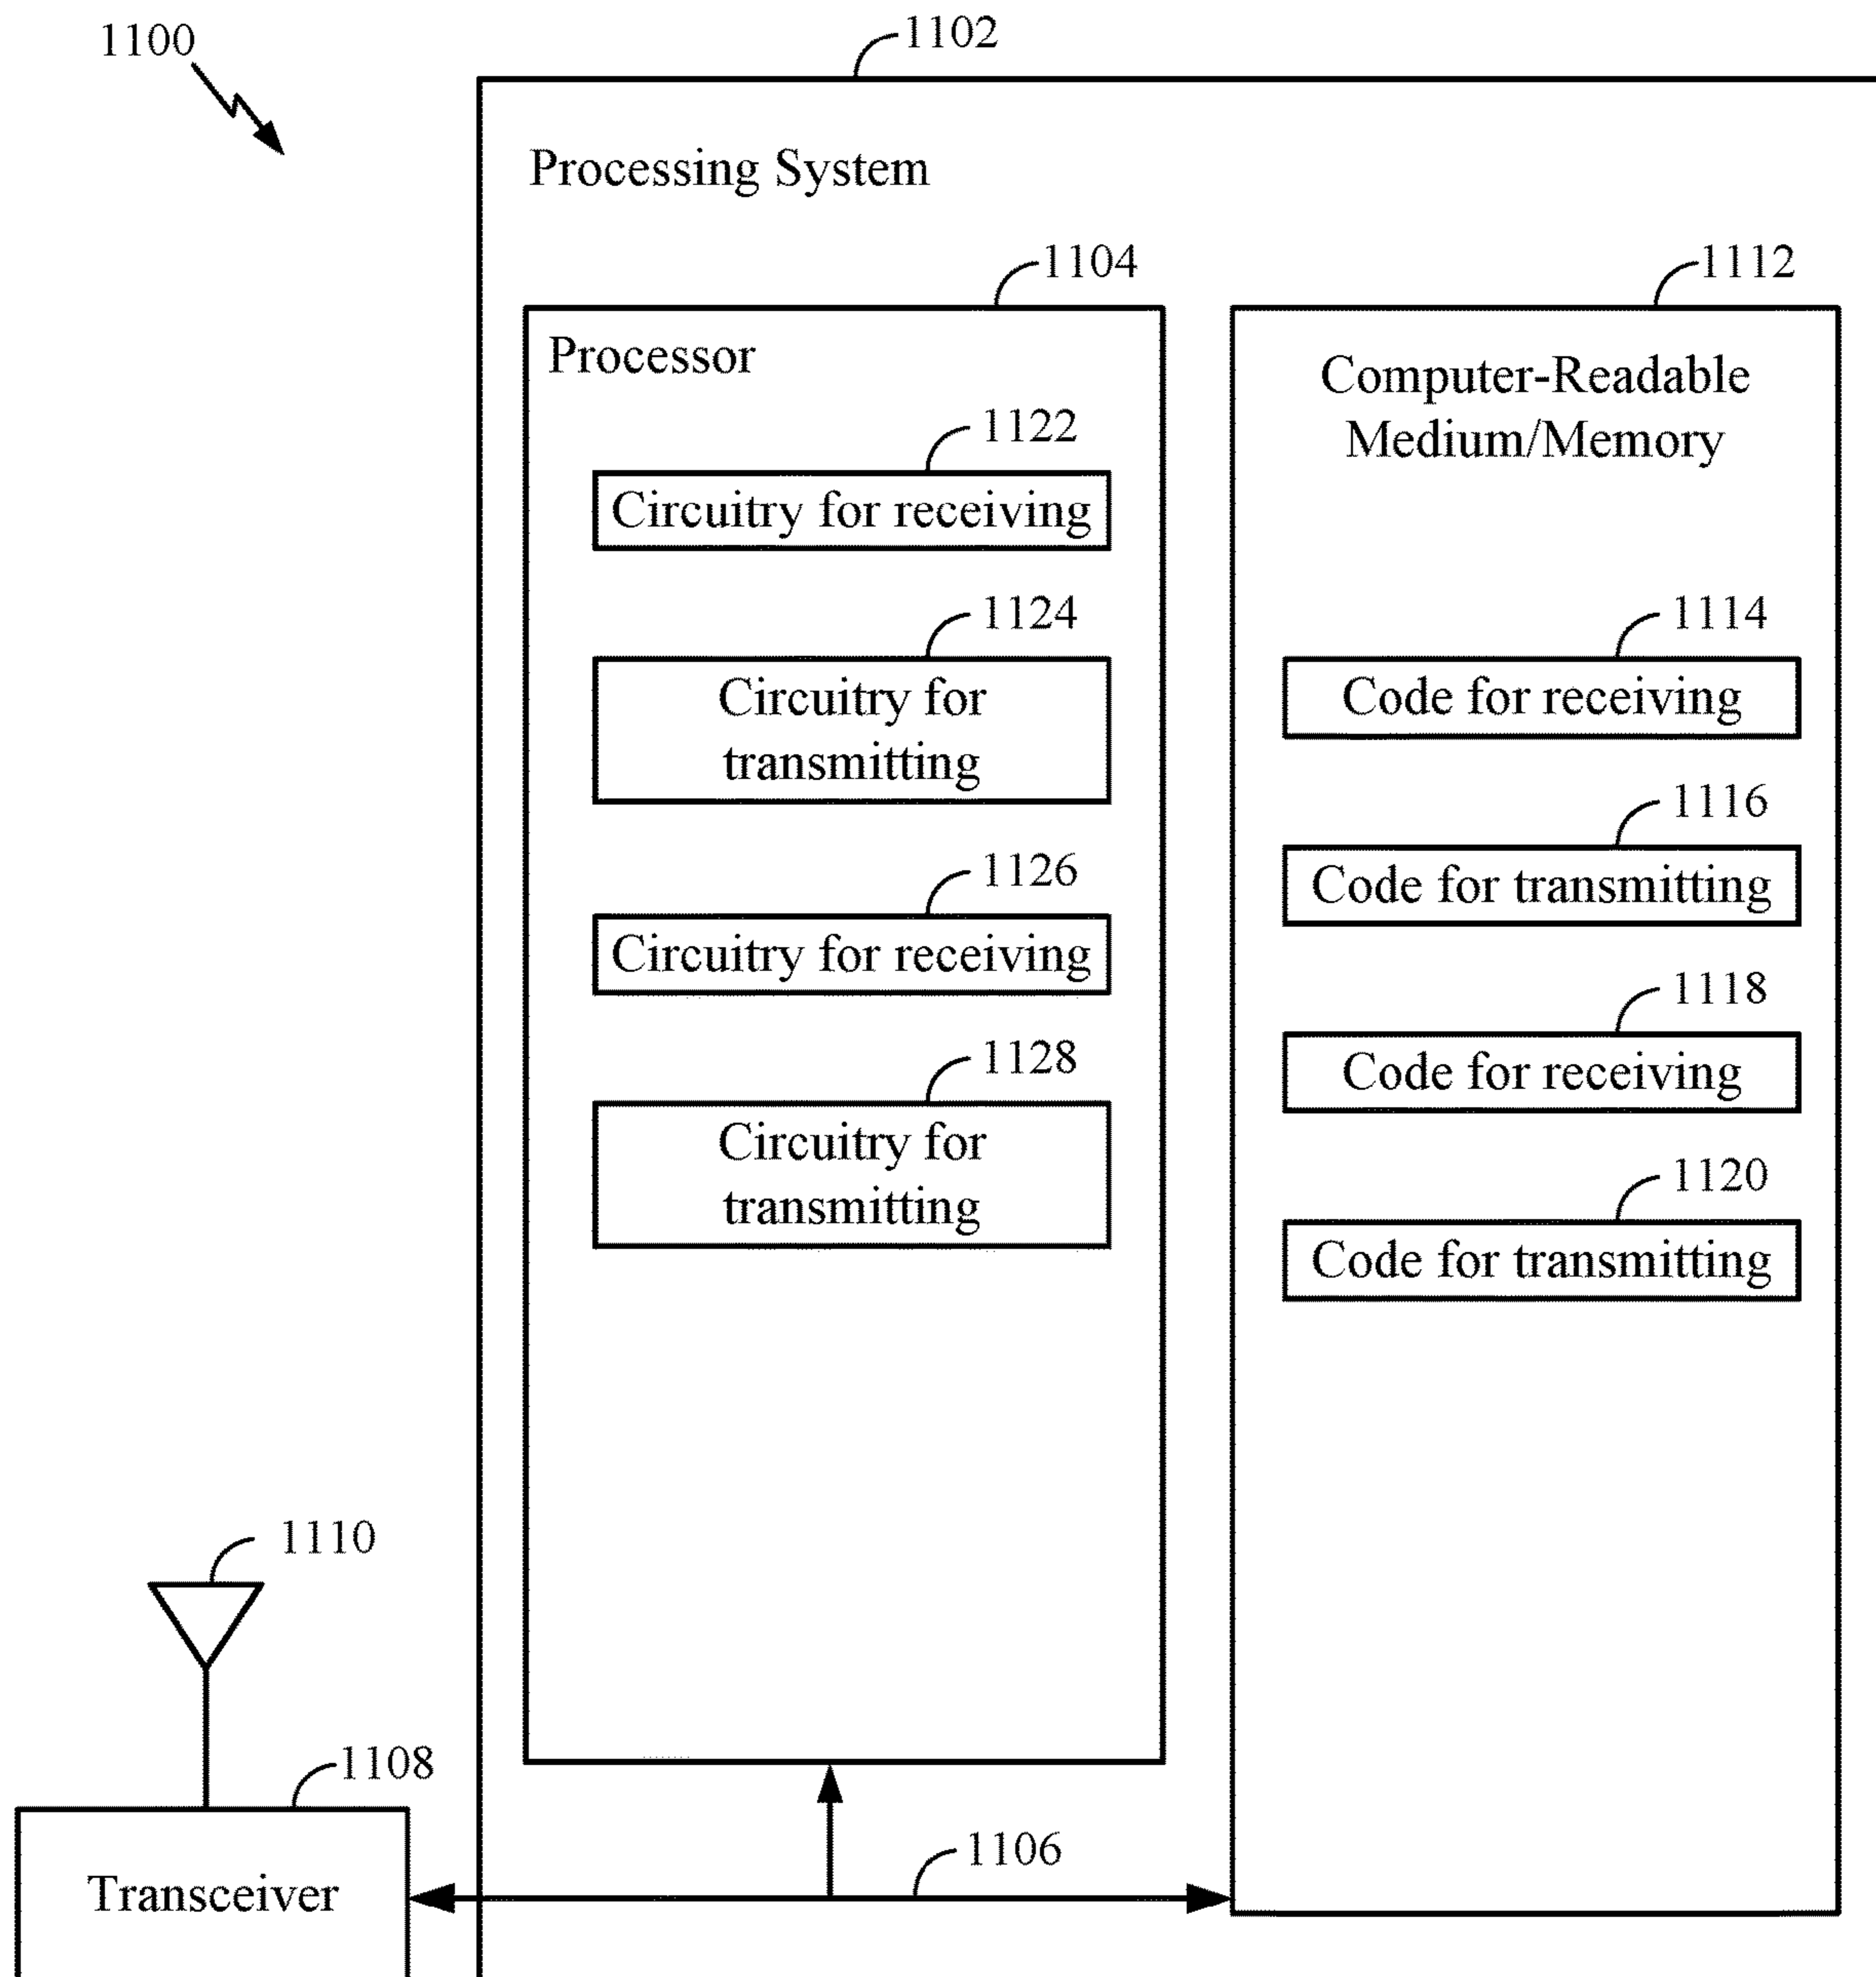 1100
1102
Processing System
1104
Processor
1122
Circuitry for receiving
1124
Circuitry for
transmitting
1126
Circuitry for receiving
1128
Circuitry for
transmitting
1112
Computer-Readable
Medium/Memory
1114
Code for receiving
1116
Code for transmitting
1118
Code for receiving
1120
Code for transmitting
1110
1108
Transceiver
1106